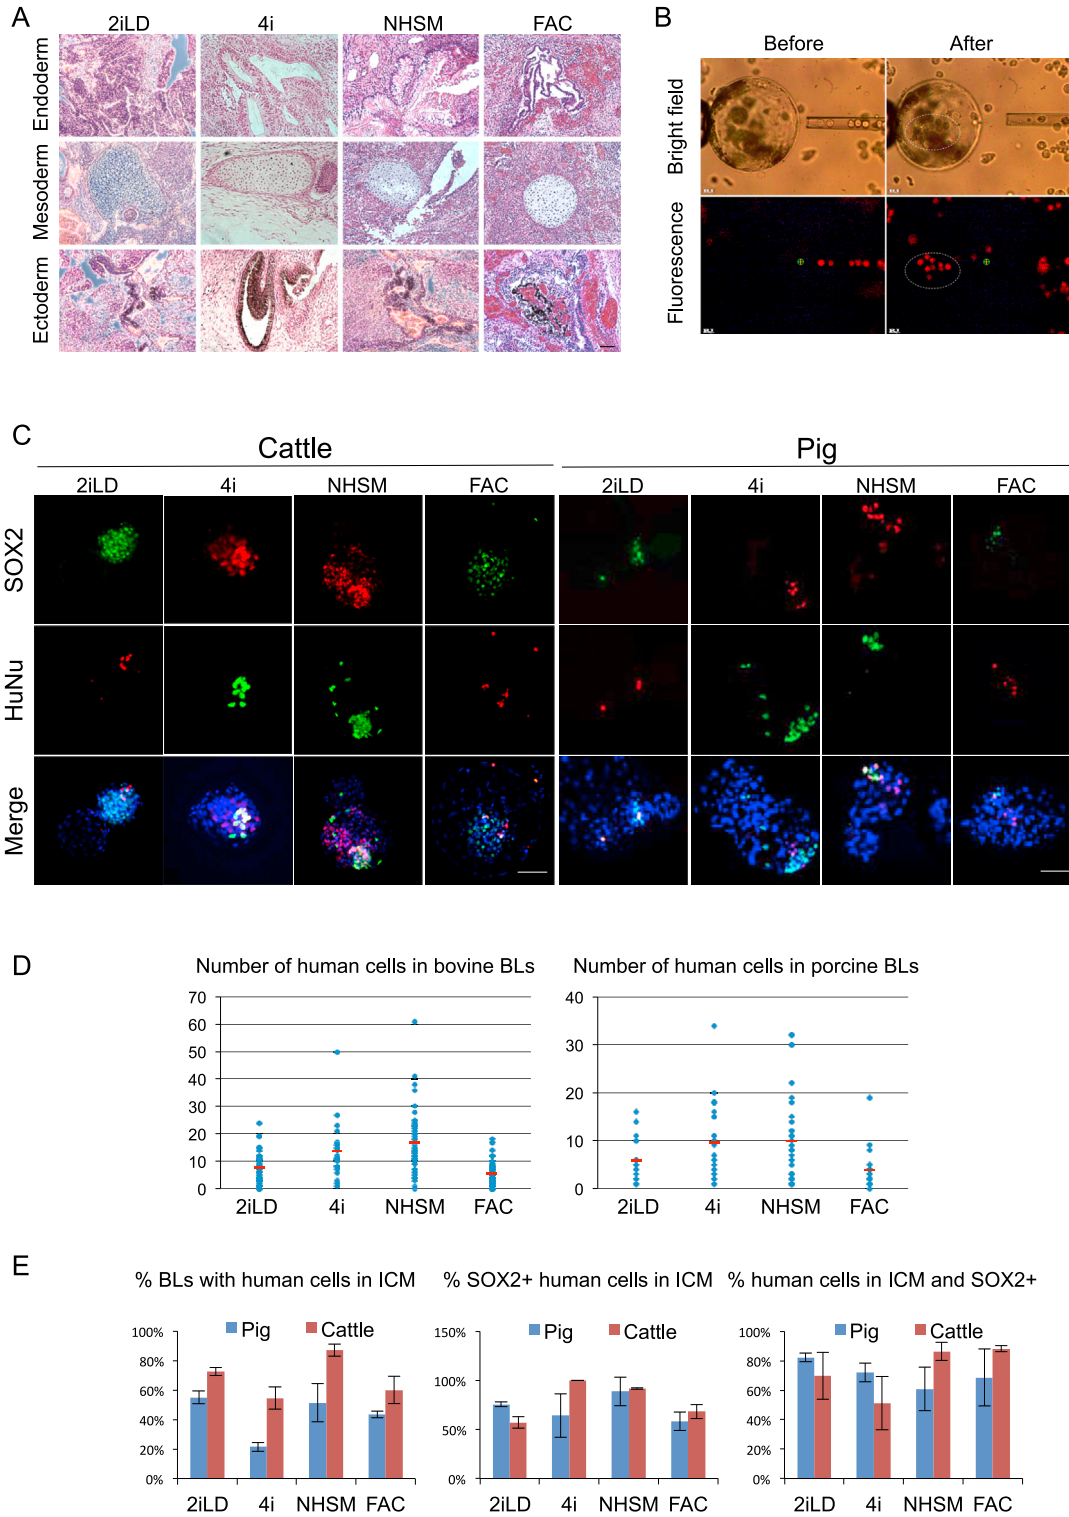 A
2iLD 4i NHSM FAC
Endoderm
Mesoderm
Ectoderm
B
Before After
Bright field
Fluorescence
C
Cattle Pig
2iLD 4i NHSM FAC 2iLD 4i NHSM FAC
SOX2
HuNu
Merge
D
Number of human cells in bovine BLs
70
60
50
40
30
20
10
0
2iLD 4i NHSM FAC
Number of human cells in porcine BLs
40
30
20
10
0
2iLD 4i NHSM FAC
E
% BLs with human cells in ICM
Pig Cattle
100%
80%
60%
40%
20%
0%
2iLD 4i NHSM FAC
% SOX2+ human cells in ICM
Pig Cattle
150%
100%
50%
0%
2iLD 4i NHSM FAC
% human cells in ICM and SOX2+
Pig Cattle
100%
80%
60%
40%
20%
0%
2iLD 4i NHSM FAC